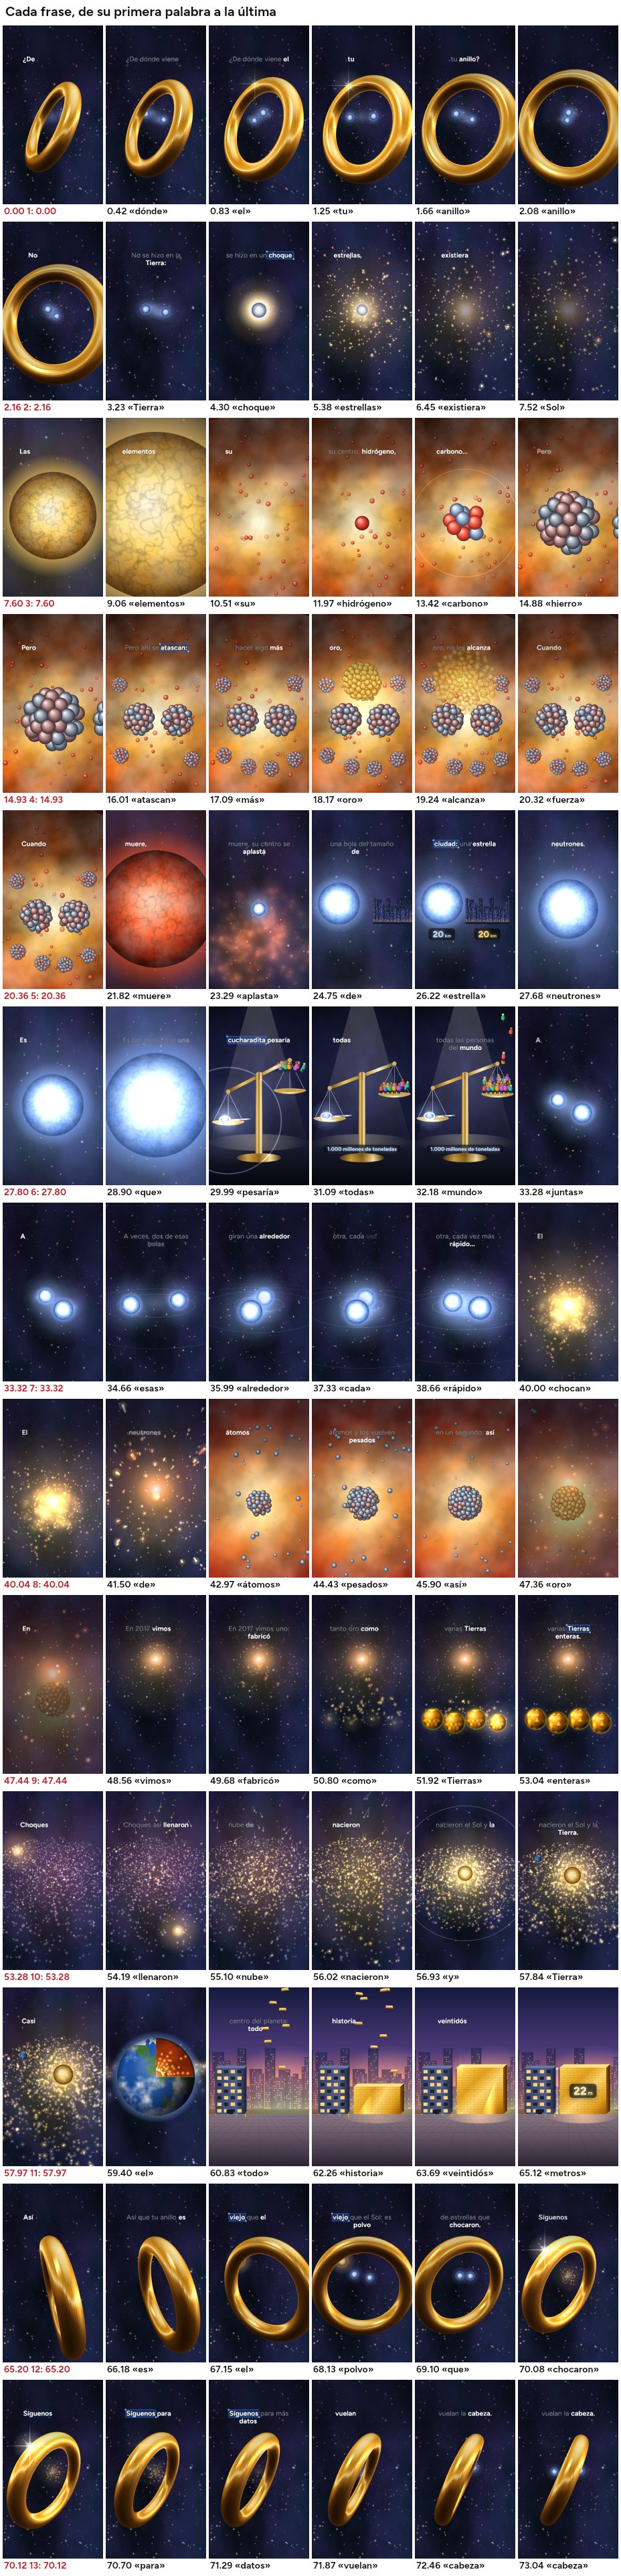 Cada frase, de su primera palabra a la última
¿De
¿De dónde viene
¿De dónde viene el
tu
tu anillo?
0.00 1: 0.00
0.42 «dónde»
0.83 «el»
1.25 «tu»
1.66 «anillo»
2.08 «anillo»
No
No se hizo en la
Tierra:
se hizo en un choque
estrellas,
existiera
2.16 2: 2.16
3.23 «Tierra»
4.30 «choque»
5.38 «estrellas»
6.45 «existiera»
7.52 «Sol»
Las
elementos
su
su centro: hidrógeno,
carbono...
Pero
7.60 3: 7.60
9.06 «elementos»
10.51 «su»
11.97 «hidrógeno»
13.42 «carbono»
14.88 «hierro»
Pero
Pero ahí se atascan:
hacer algo más
oro,
oro, no les alcanza
Cuando
14.93 4: 14.93
16.01 «atascan»
17.09 «más»
18.17 «oro»
19.24 «alcanza»
20.32 «fuerza»
Cuando
muere,
muere, su centro se
aplasta
una bola del tamaño
de
ciudad: una estrella
20 km
20 km
neutrones.
20.36 5: 20.36
21.82 «muere»
23.29 «aplasta»
24.75 «de»
26.22 «estrella»
27.68 «neutrones»
Es
una
cucharadita pesaría
todas
1.000 millones de toneladas
todas las personas
del mundo
1.000 millones de toneladas
A
27.80 6: 27.80
28.90 «que»
29.99 «pesaría»
31.09 «todas»
32.18 «mundo»
33.28 «juntas»
A
A veces, dos de esas
bolas
giran una alrededor
otra, cada vez
otra, cada vez más
rápido...
El
33.32 7: 33.32
34.66 «esas»
35.99 «alrededor»
37.33 «cada»
38.66 «rápido»
40.00 «chocan»
El
neutrones
átomos
átomos y los vuelven
pesados
en un segundo: así
40.04 8: 40.04
41.50 «de»
42.97 «átomos»
44.43 «pesados»
45.90 «así»
47.36 «oro»
En
En 2017 vimos
En 2017 vimos uno:
fabricó
tanto oro como
varias Tierras
varias Tierras
enteras.
47.44 9: 47.44
48.56 «vimos»
49.68 «fabricó»
50.80 «como»
51.92 «Tierras»
53.04 «enteras»
Choques
Choques así llenaron
nube de
nacieron
nacieron el Sol y la
nacieron el Sol y la
Tierra.
53.28 10: 53.28
54.19 «llenaron»
55.10 «nube»
56.02 «nacieron»
56.93 «y»
57.84 «Tierra»
Casi
centro del planeta:
todo
historia
veintidós
22 m
57.97 11: 57.97
59.40 «el»
60.83 «todo»
62.26 «historia»
63.69 «veintidós»
65.12 «metros»
Así
Así que tu anillo es
viejo que el
viejo que el Sol: es
polvo
de estrellas que
chocaron.
Síguenos
65.20 12: 65.20
66.18 «es»
67.15 «el»
68.13 «polvo»
69.10 «que»
70.08 «chocaron»
Síguenos
Síguenos para
Síguenos para más
datos
vuelan
vuelan la cabeza.
vuelan la cabeza.
70.12 13: 70.12
70.70 «para»
71.29 «datos»
71.87 «vuelan»
72.46 «cabeza»
73.04 «cabeza»